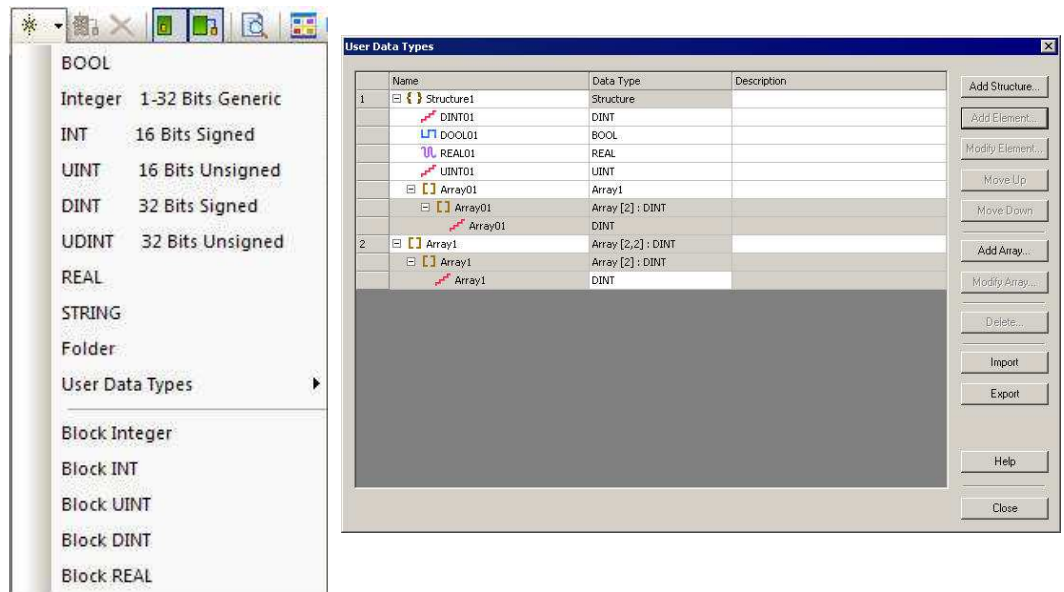 BOOL
Integer 1-32 Bits Generic
INT 16 Bits Signed
UINT 16 Bits Unsigned
DINT 32 Bits Signed
UDINT 32 Bits Unsigned
REAL
STRING
Folder
User Data Types
Block Integer
Block INT
Block UINT
Block DINT
Block REAL
User Data Types
Name Data Type Description
1 Structure1 Structure
DINT01 DINT
DOOL01 BOOL
REAL01 REAL
UINT01 UINT
Array01 Array1
Array01 Array [2] : DINT
Array01 DINT
2 Array1 Array [2,2] : DINT
Array1 Array [2] : DINT
Array1 DINT
Add Structure...
Add Element...
Modify Element...
Move Up
Move Down
Add Array...
Modify Array...
Delete...
Import
Export
Help
Close